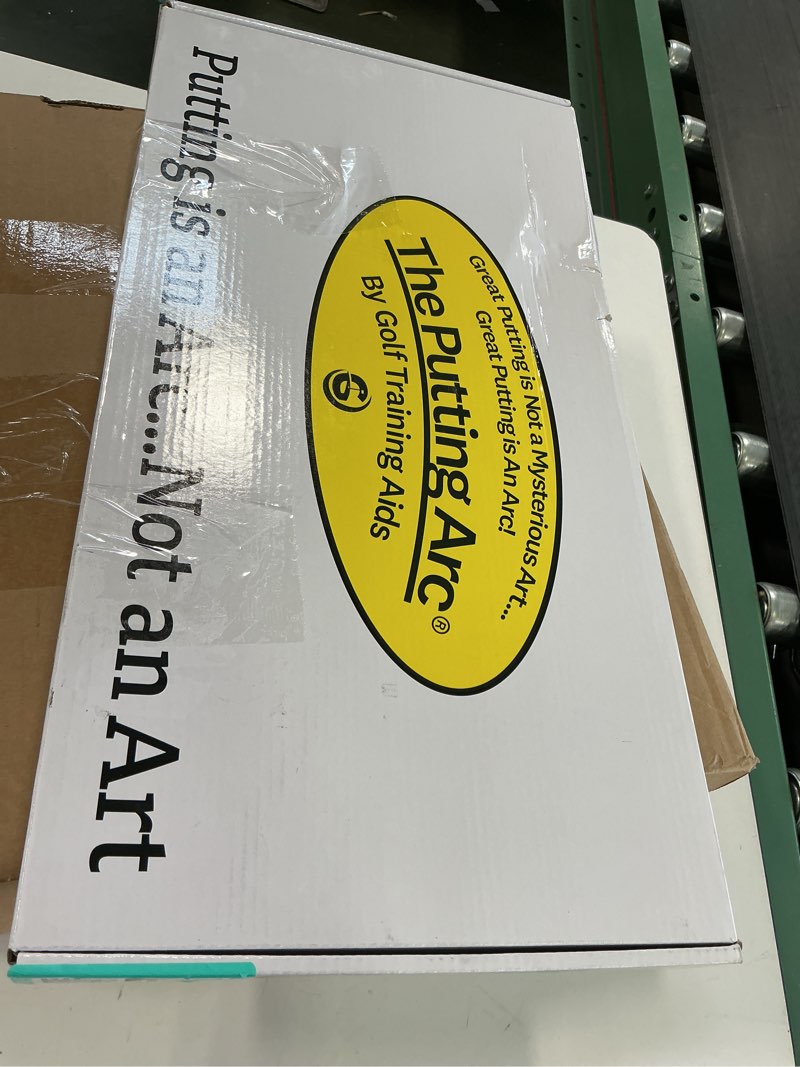 Great Putting is Not a Mysterious Art...
Great Putting is An Arc!
The Putting Arc®
By Golf Training Aids
Putting is an Arc...Not an Art